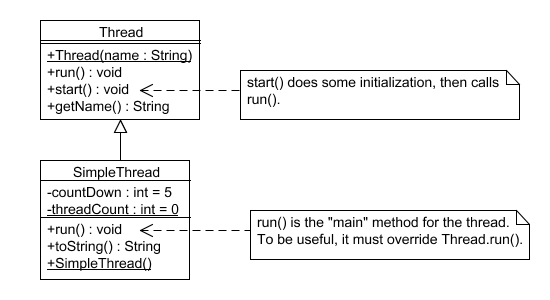 Thread
+Thread(name : String)
+run() : void
+start() : void
+getName() : String
start() does some initialization, then calls
run().
SimpleThread
-countDown : int = 5
-threadCount : int = 0
+run() : void
+toString() : String
+SimpleThread()
run() is the "main" method for the thread.
To be useful, it must override Thread.run().